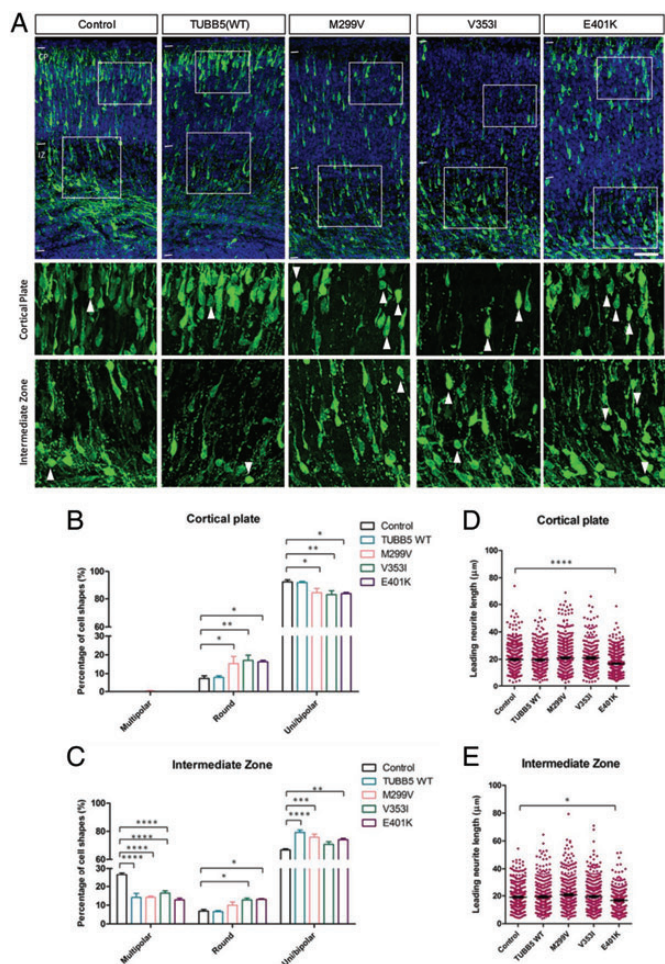 A
Control
TUBB5(WT)
M299V
V353I
E401K
CP
IZ
Cortical Plate
Intermediate Zone
B
Cortical plate
Percentage of cell shapes (%)
100
80
60
30
20
10
0
Multipolar
Round
Uni/bipolar
*
**
*
*
**
*
Control
TUBB5 WT
M299V
V353I
E401K
C
Intermediate Zone
Percentage of cell shapes (%)
100
80
60
30
20
10
0
Multipolar
Round
Uni/bipolar
****
****
****
****
*
*
**
***
****
Control
TUBB5 WT
M299V
V353I
E401K
D
Cortical plate
Leading neurite length (μm)
100
80
60
40
20
0
****
Control
TUBB5 WT
M299V
V353I
E401K
E
Intermediate Zone
Leading neurite length (μm)
100
80
60
40
20
0
*
Control
TUBB5 WT
M299V
V353I
E401K